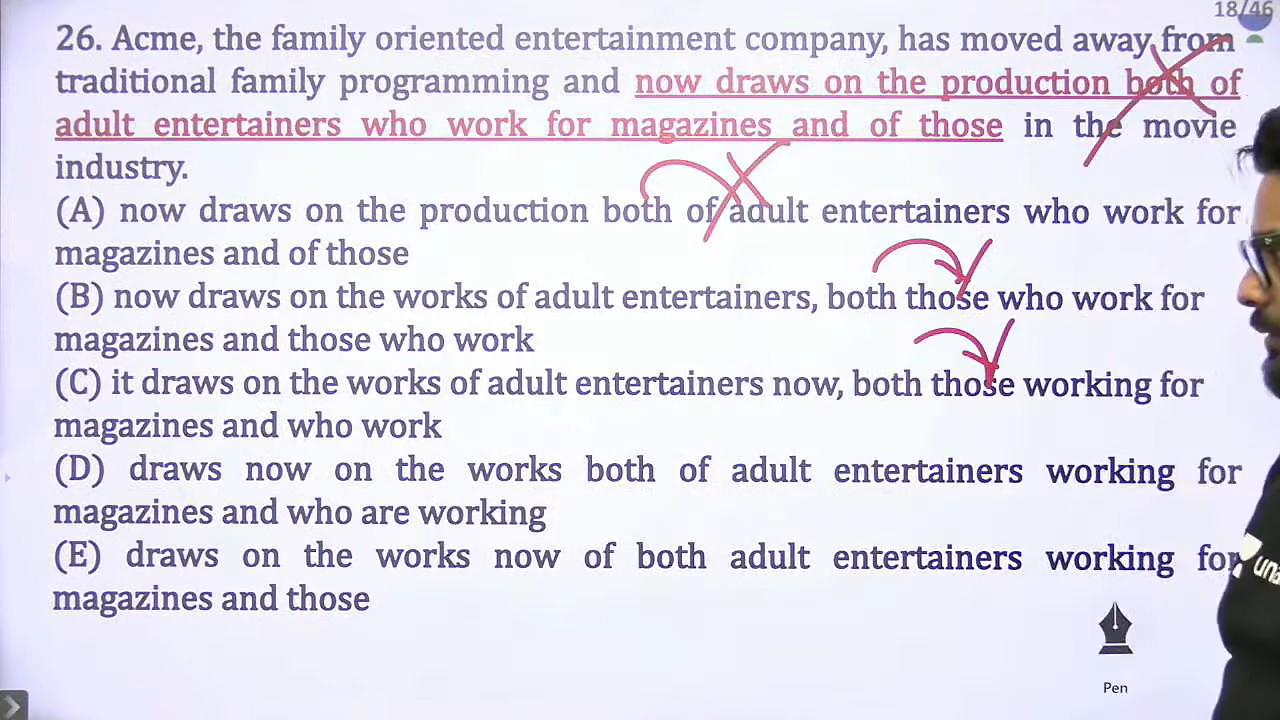 18/46
26. Acme, the family oriented entertainment company, has moved away from
traditional family programming and now draws on the production both of
adult entertainers who work for magazines and of those in the movie
industry.
(A) now draws on the production both of adult entertainers who work for
magazines and of those
(B) now draws on the works of adult entertainers, both those who work for
magazines and those who work
(C) it draws on the works of adult entertainers now, both those working for
magazines and who work
(D) draws now on the works both of adult entertainers working for
magazines and who are working
(E) draws on the works now of both adult entertainers working for
magazines and those
Pen